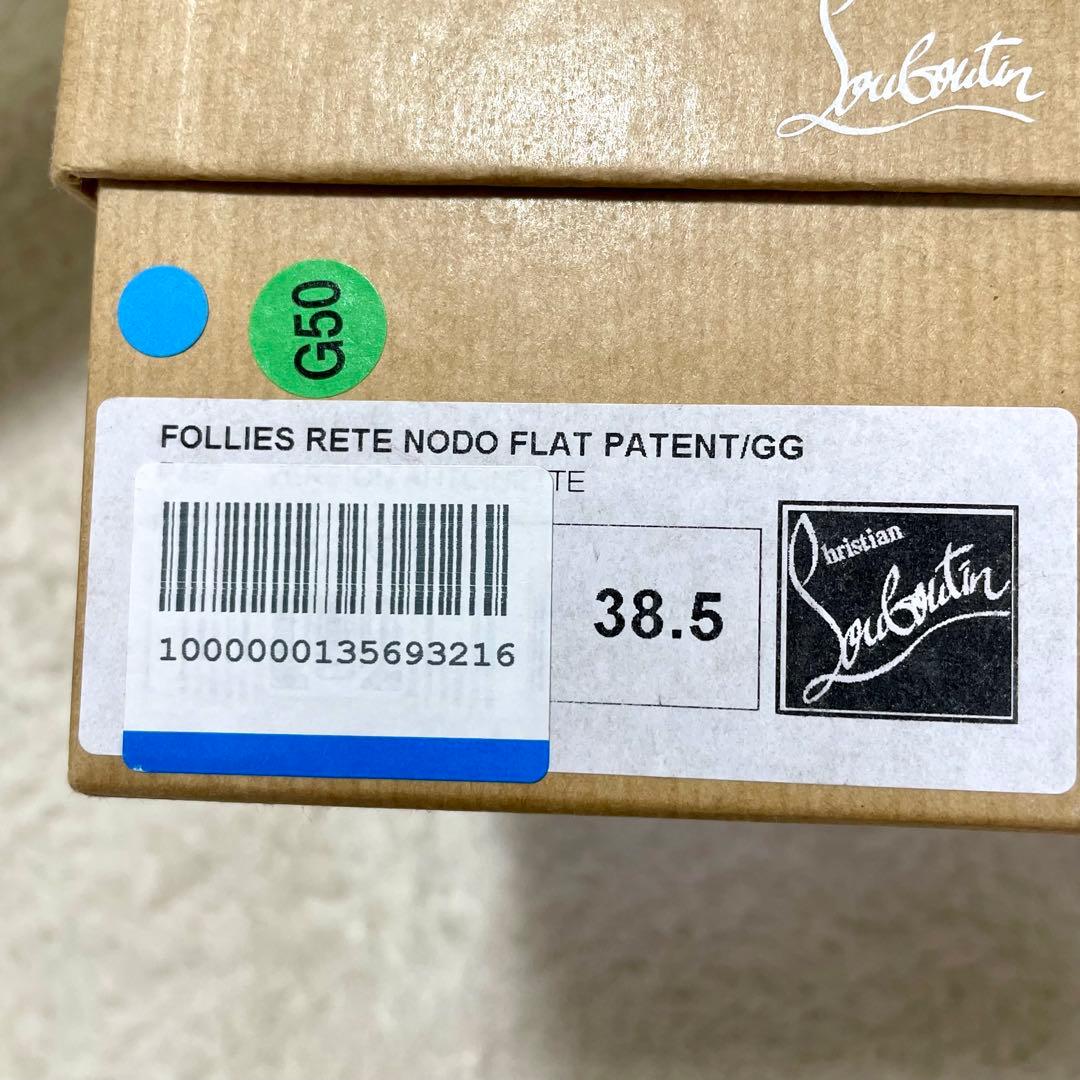 Louboutin
G50
FOLLIES RETE NODO FLAT PATENT/GG
TE
1000000135693216
38.5
Christian
Louboutin